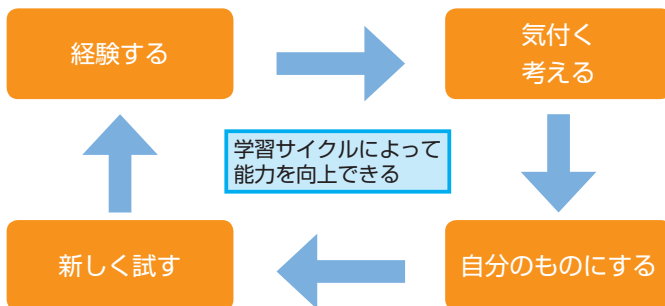 経験する
気付く
考える
学習サイクルによって
能力を向上できる
新しく試す
自分のものにする